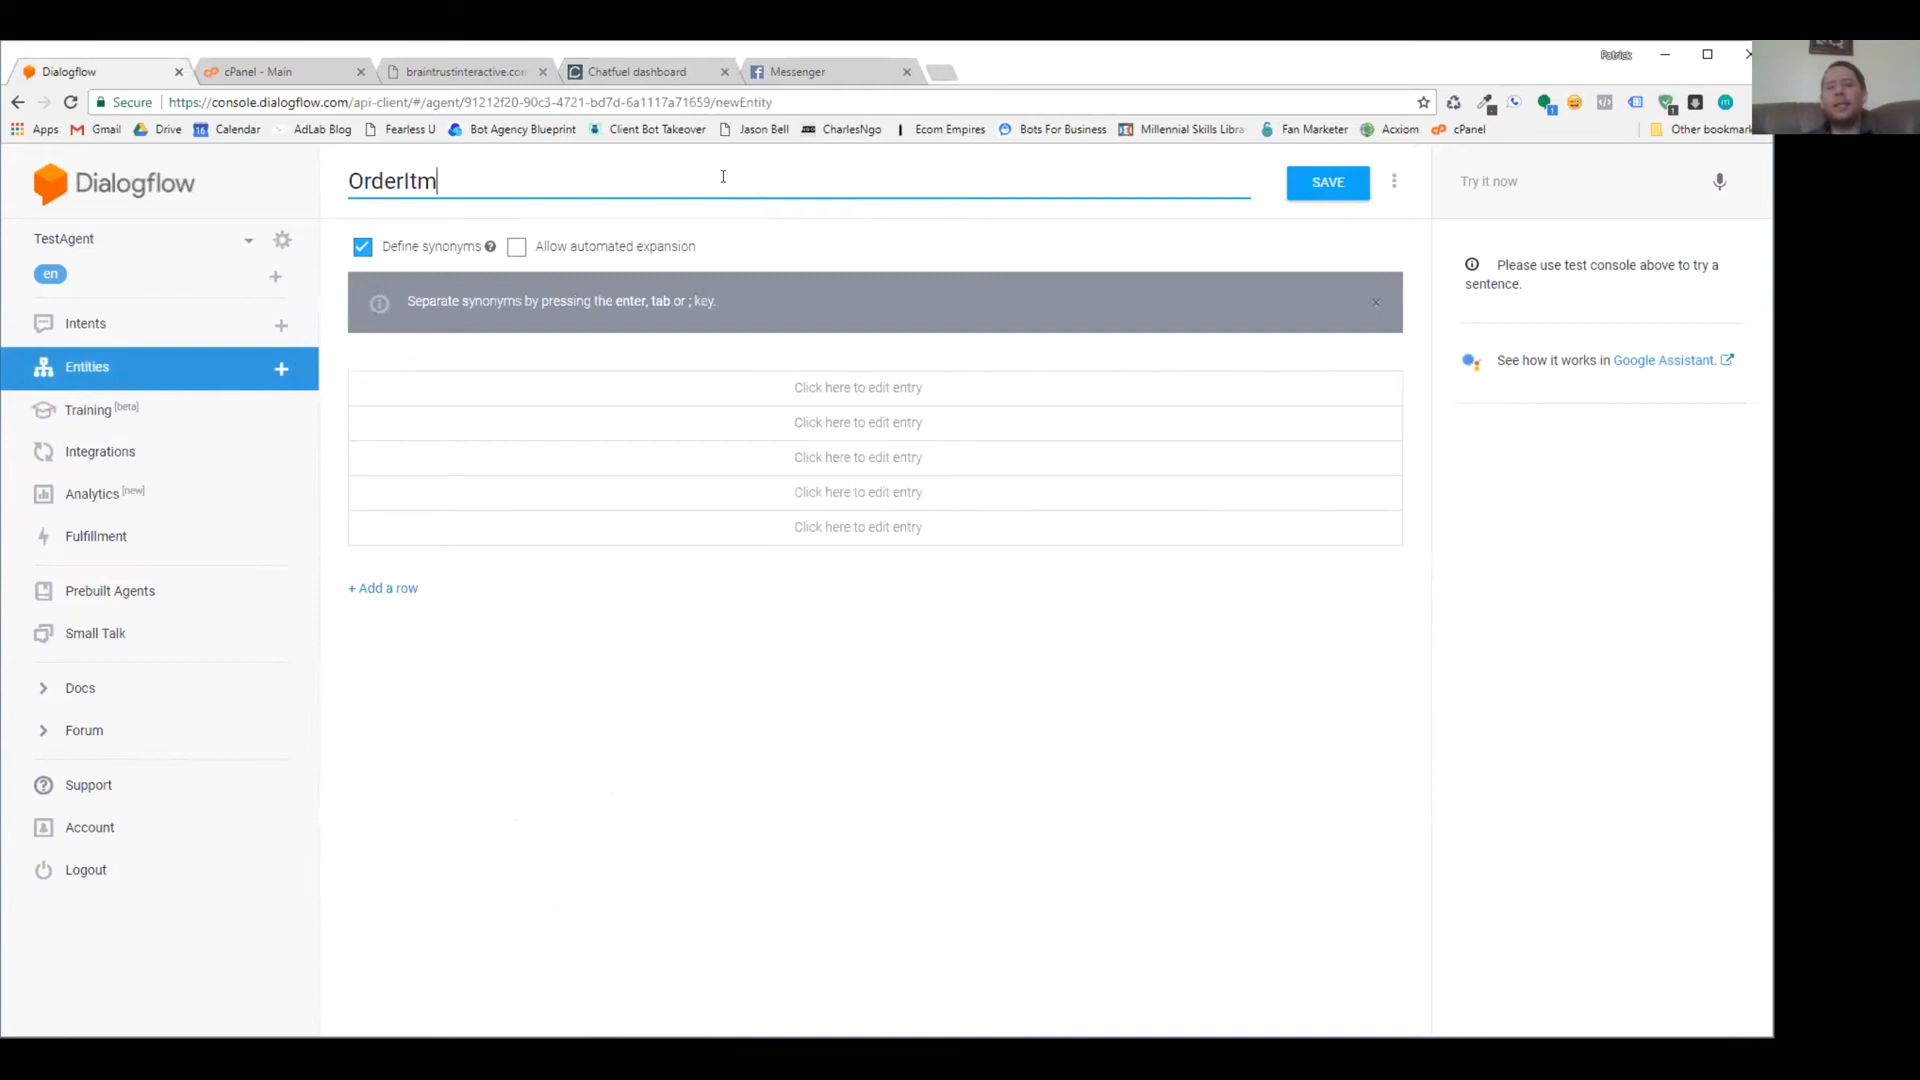 Patrick
Dialogflow
cPanel - Main
braintrustinteractive.con
Chatfuel dashboard
Messenger
Secure
https://console.dialogflow.com/api-client/#/agent/91212f20-90c3-4721-bd7d-6a1117a71659/newEntity
Apps
Gmail
Drive
16
Calendar
AdLab Blog
Fearless U
Bot Agency Blueprint
Client Bot Takeover
Jason Bell
CharlesNgo
Ecom Empires
Bots For Business
Millennial Skills Libra
Fan Marketer
Acxiom
cPanel
Other bookmark
Dialogflow
OrderItm
SAVE
Try it now
TestAgent
en
Define synonyms
Allow automated expansion
Please use test console above to try a
sentence.
Separate synonyms by pressing the enter, tab or ; key.
Intents
Entities
See how it works in Google Assistant.
Click here to edit entry
Click here to edit entry
Click here to edit entry
Click here to edit entry
Click here to edit entry
Training [beta]
Integrations
Analytics [new]
Fulfillment
+ Add a row
Prebuilt Agents
Small Talk
Docs
Forum
Support
Account
Logout